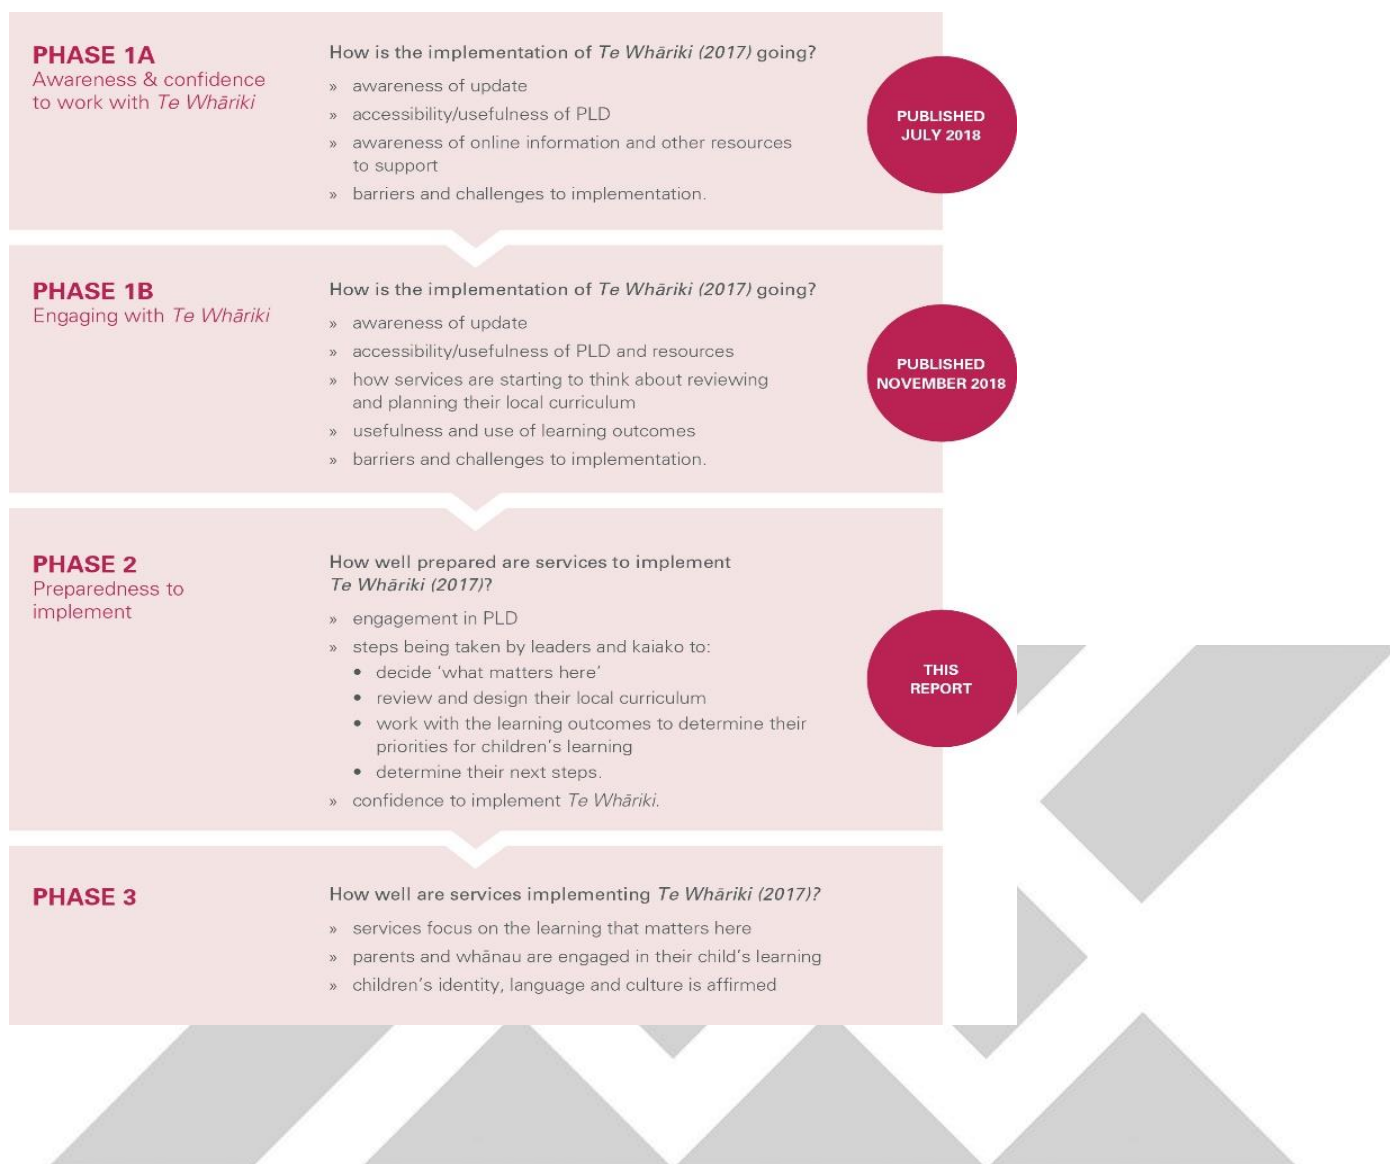 PHASE 1A
Awareness & confidence
to work with Te Whāriki
How is the implementation of Te Whāriki (2017) going?
» awareness of update
» accessibility/usefulness of PLD
» awareness of online information and other resources
to support
» barriers and challenges to implementation.
PUBLISHED
JULY 2018
PHASE 1B
Engaging with Te Whāriki
How is the implementation of Te Whāriki (2017) going?
» awareness of update
» accessibility/usefulness of PLD and resources
» how services are starting to think about reviewing
and planning their local curriculum
» usefulness and use of learning outcomes
» barriers and challenges to implementation.
PUBLISHED
NOVEMBER 2018
PHASE 2
Preparedness to
implement
How well prepared are services to implement
Te Whāriki (2017)?
» engagement in PLD
» steps being taken by leaders and kaiako to:
• decide ‘what matters here’
• review and design their local curriculum
• work with the learning outcomes to determine their
priorities for children’s learning
• determine their next steps.
» confidence to implement Te Whāriki.
THIS
REPORT
PHASE 3
How well are services implementing Te Whāriki (2017)?
» services focus on the learning that matters here
» parents and whānau are engaged in their child’s learning
» children’s identity, language and culture is affirmed